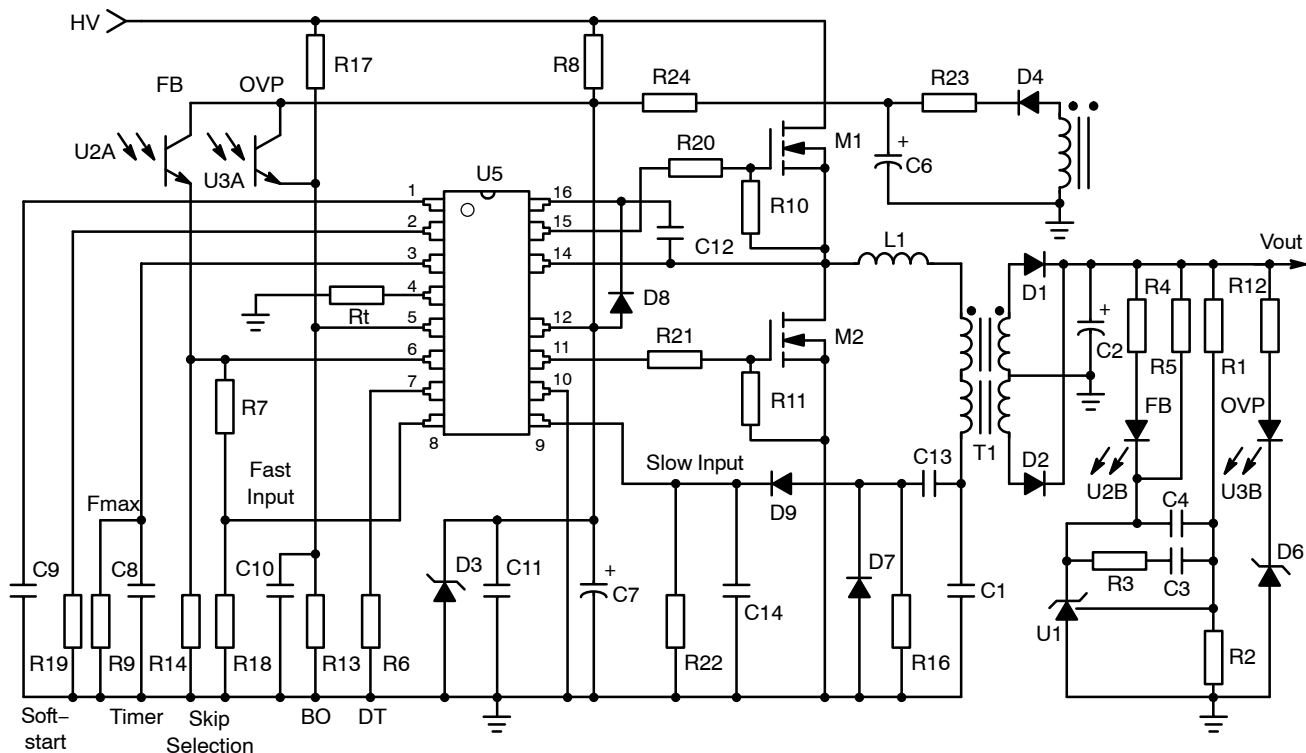 HV
R17
R8
FB
OVP
R24
R23
D4
U2A
U3A
U5
R20
M1
C6
1
16
2
15
R10
3
14
C12
L1
Vout
4
Rt
D8
D1
R4
R12
5
12
C2
R5
R1
6
11
R21
M2
7
10
R7
R11
FB
OVP
8
9
T1
Slow Input
C13
D2
U2B
U3B
Fast
Input
D9
C4
Fmax
+
+
+
C9
C8
C10
D3
C11
C7
D7
C1
R3
C3
D6
C14
U1
R19
R9
R14
R18
R13
R6
R22
R16
R2
Soft–
start
Timer
Skip
Selection
BO
DT